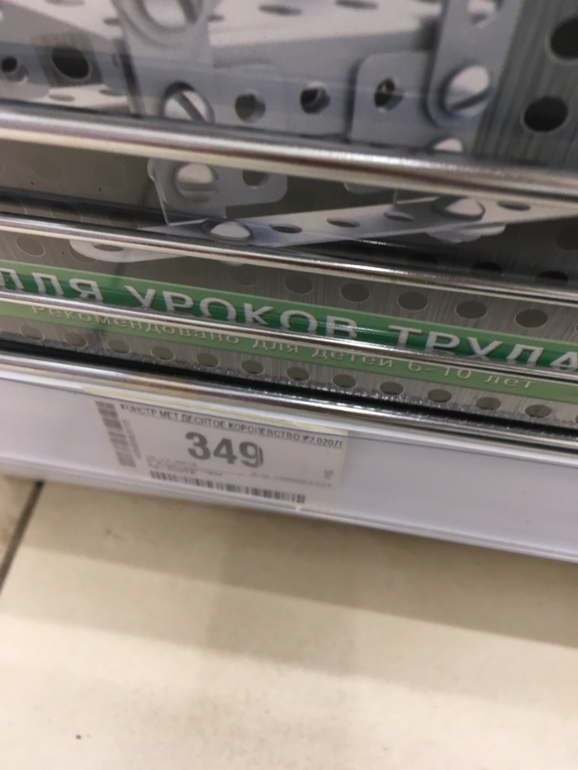 ДЛЯ УРОКОВ ТРУДА
Рекомендовано для детей 6-10 лет
КОНСТР МЕТ ДЕСЯТОЕ КОРОЛЕВСТВО
349